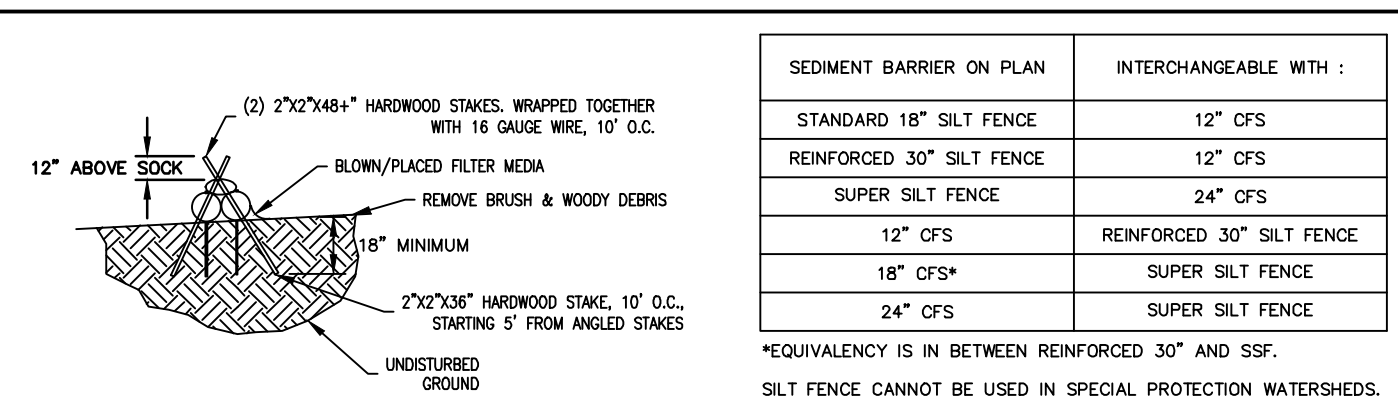 (2) 2"X2"X48+" HARDWOOD STAKES. WRAPPED TOGETHER
WITH 16 GAUGE WIRE, 10' O.C.
12" ABOVE SOCK
BLOWN/PLACED FILTER MEDIA
REMOVE BRUSH & WOODY DEBRIS
18" MINIMUM
2"X2"X36" HARDWOOD STAKE, 10' O.C.,
STARTING 5' FROM ANGLED STAKES
UNDISTURBED
GROUND
SEDIMENT BARRIER ON PLAN INTERCHANGEABLE WITH :
STANDARD 18" SILT FENCE 12" CFS
REINFORCED 30" SILT FENCE 12" CFS
SUPER SILT FENCE 24" CFS
12" CFS REINFORCED 30" SILT FENCE
18" CFS* SUPER SILT FENCE
24" CFS SUPER SILT FENCE
*EQUIVALENCY IS IN BETWEEN REINFORCED 30" AND SSF.
SILT FENCE CANNOT BE USED IN SPECIAL PROTECTION WATERSHEDS.